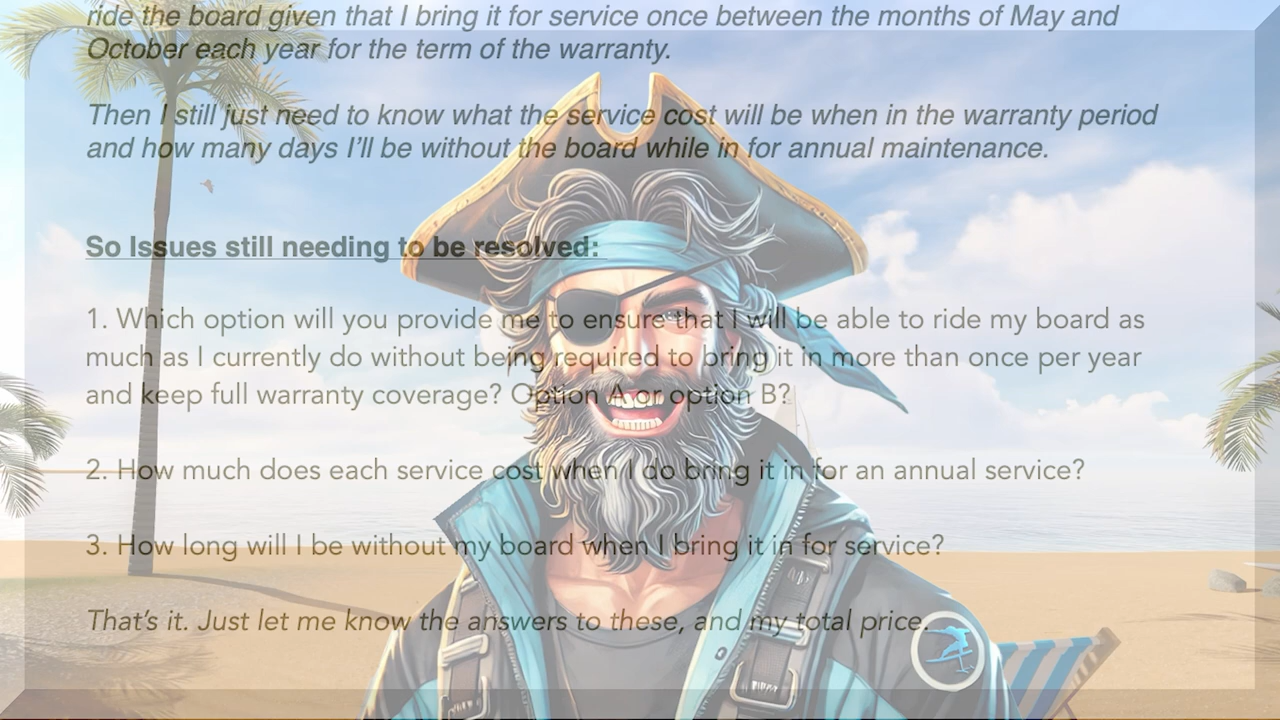 ride the board given that I bring it for service once between the months of May and
October each year for the term of the warranty.
Then I still just need to know what the service cost will be when in the warranty period
and how many days I’ll be without the board while in for annual maintenance.
So Issues still needing to be resolved:
1. Which option will you provide me to ensure that I will be able to ride my board as
much as I currently do without being required to bring it in more than once per year
and keep full warranty coverage? Option A or option B?
2. How much does each service cost when I do bring it in for an annual service?
3. How long will I be without my board when I bring it in for service?
That’s it. Just let me know the answers to these, and my total price.